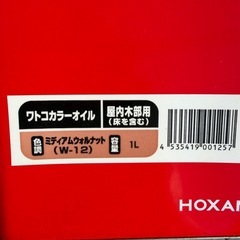 ワトコカラーオイル
屋内木部用
(床を含む)
色調
ミディアムウォルナット
(W-12)
容量
1L
4 535419 001257
HOXAN